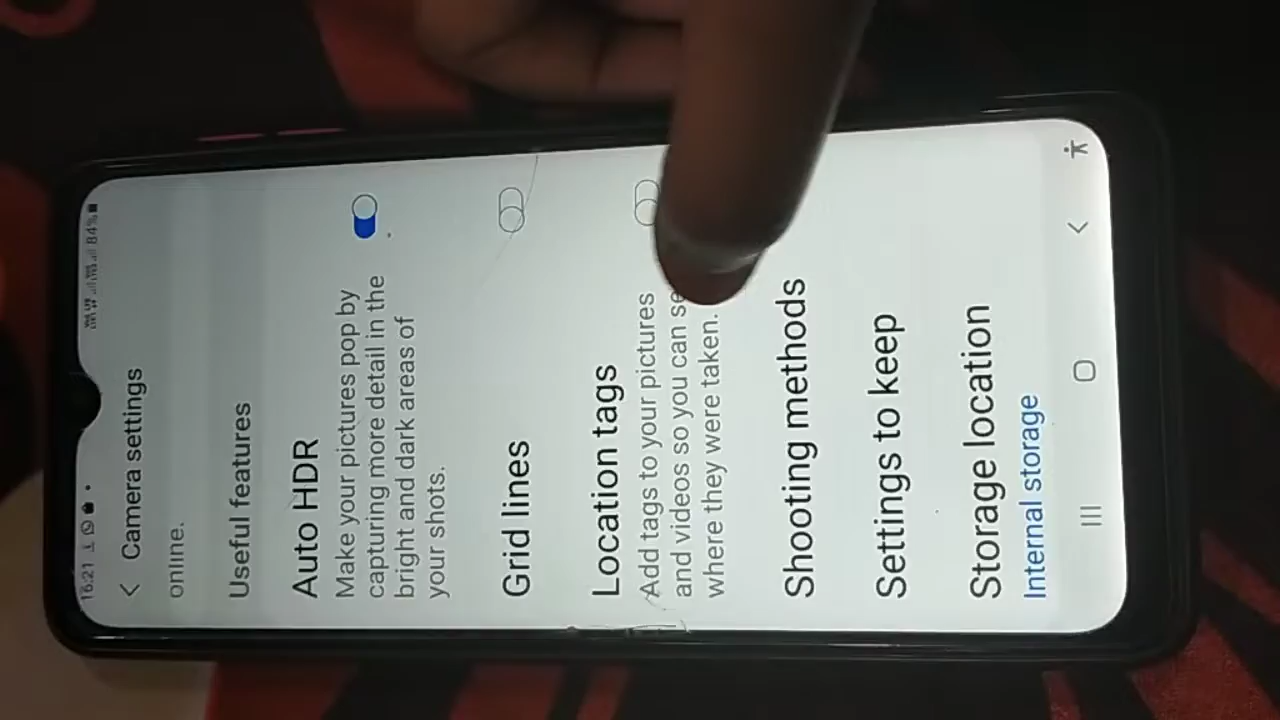 16:21
84%
Camera settings
online.
Useful features
Auto HDR
Make your pictures pop by
capturing more detail in the
bright and dark areas of
your shots.
Grid lines
Location tags
Add tags to your pictures
and videos so you can se
where they were taken.
Shooting methods
Settings to keep
Storage location
Internal storage